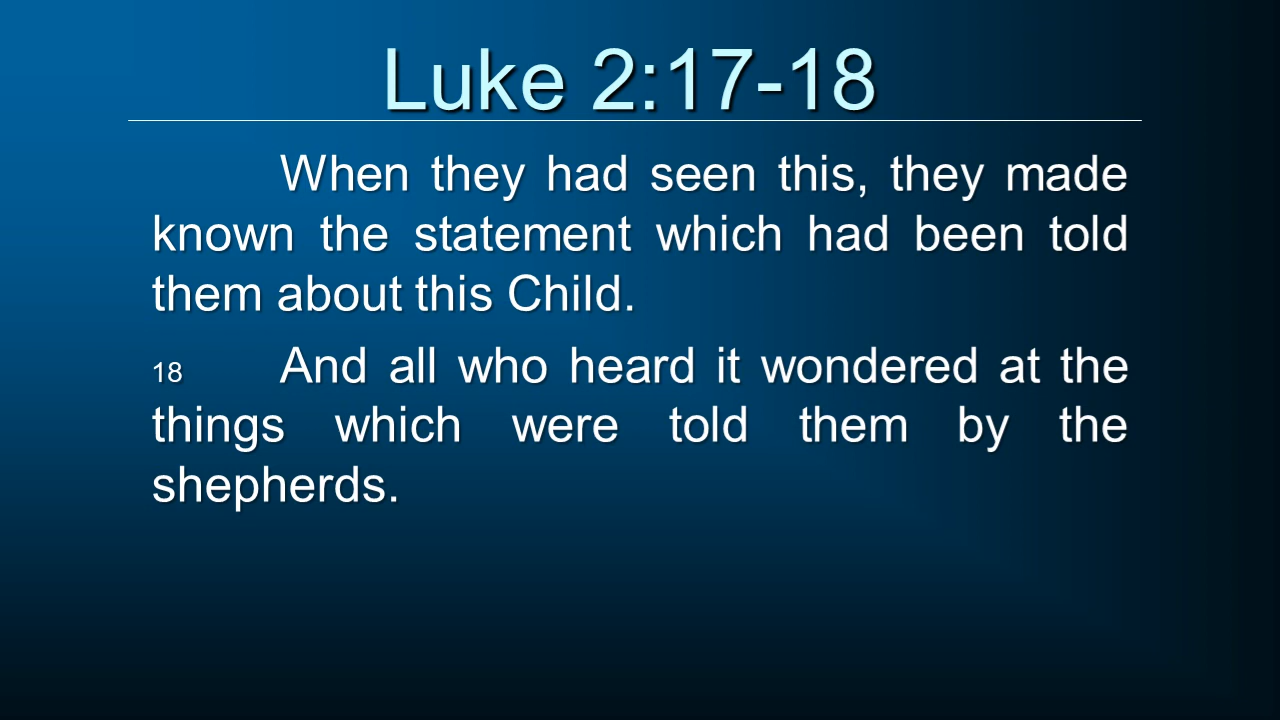 Luke 2:17-18
When they had seen this, they made
known the statement which had been told
them about this Child.
18 And all who heard it wondered at the
things which were told them by the
shepherds.